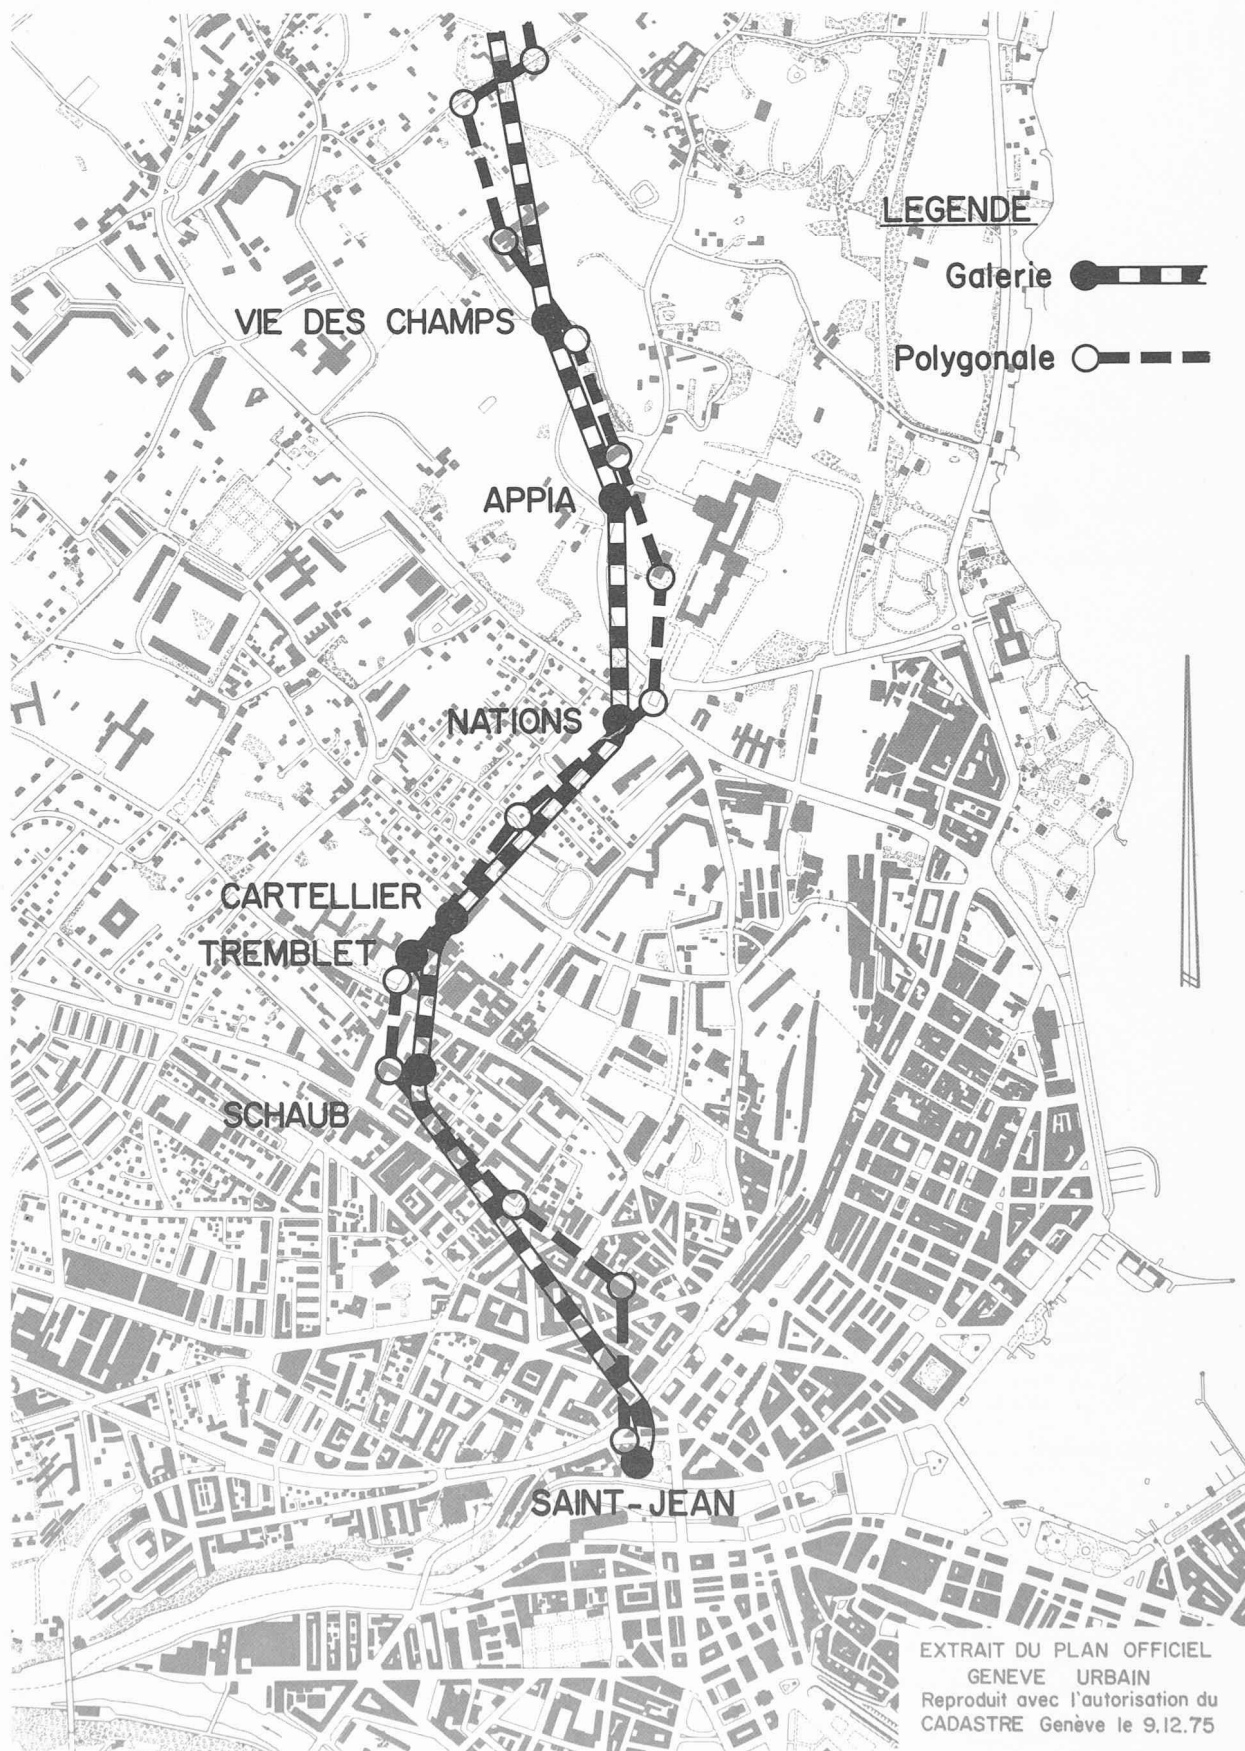 LEGENDE
Galerie
VIE DES CHAMPS
Polygonale
APPIA
NATIONS
CARTELLIER
TREMBLET
SCHAUB
SAINT-JEAN
EXTRAIT DU PLAN OFFICIEL
GENEVE URBAIN
Reproduit avec l'autorisation du
CADASTRE Genève le 9.12.75